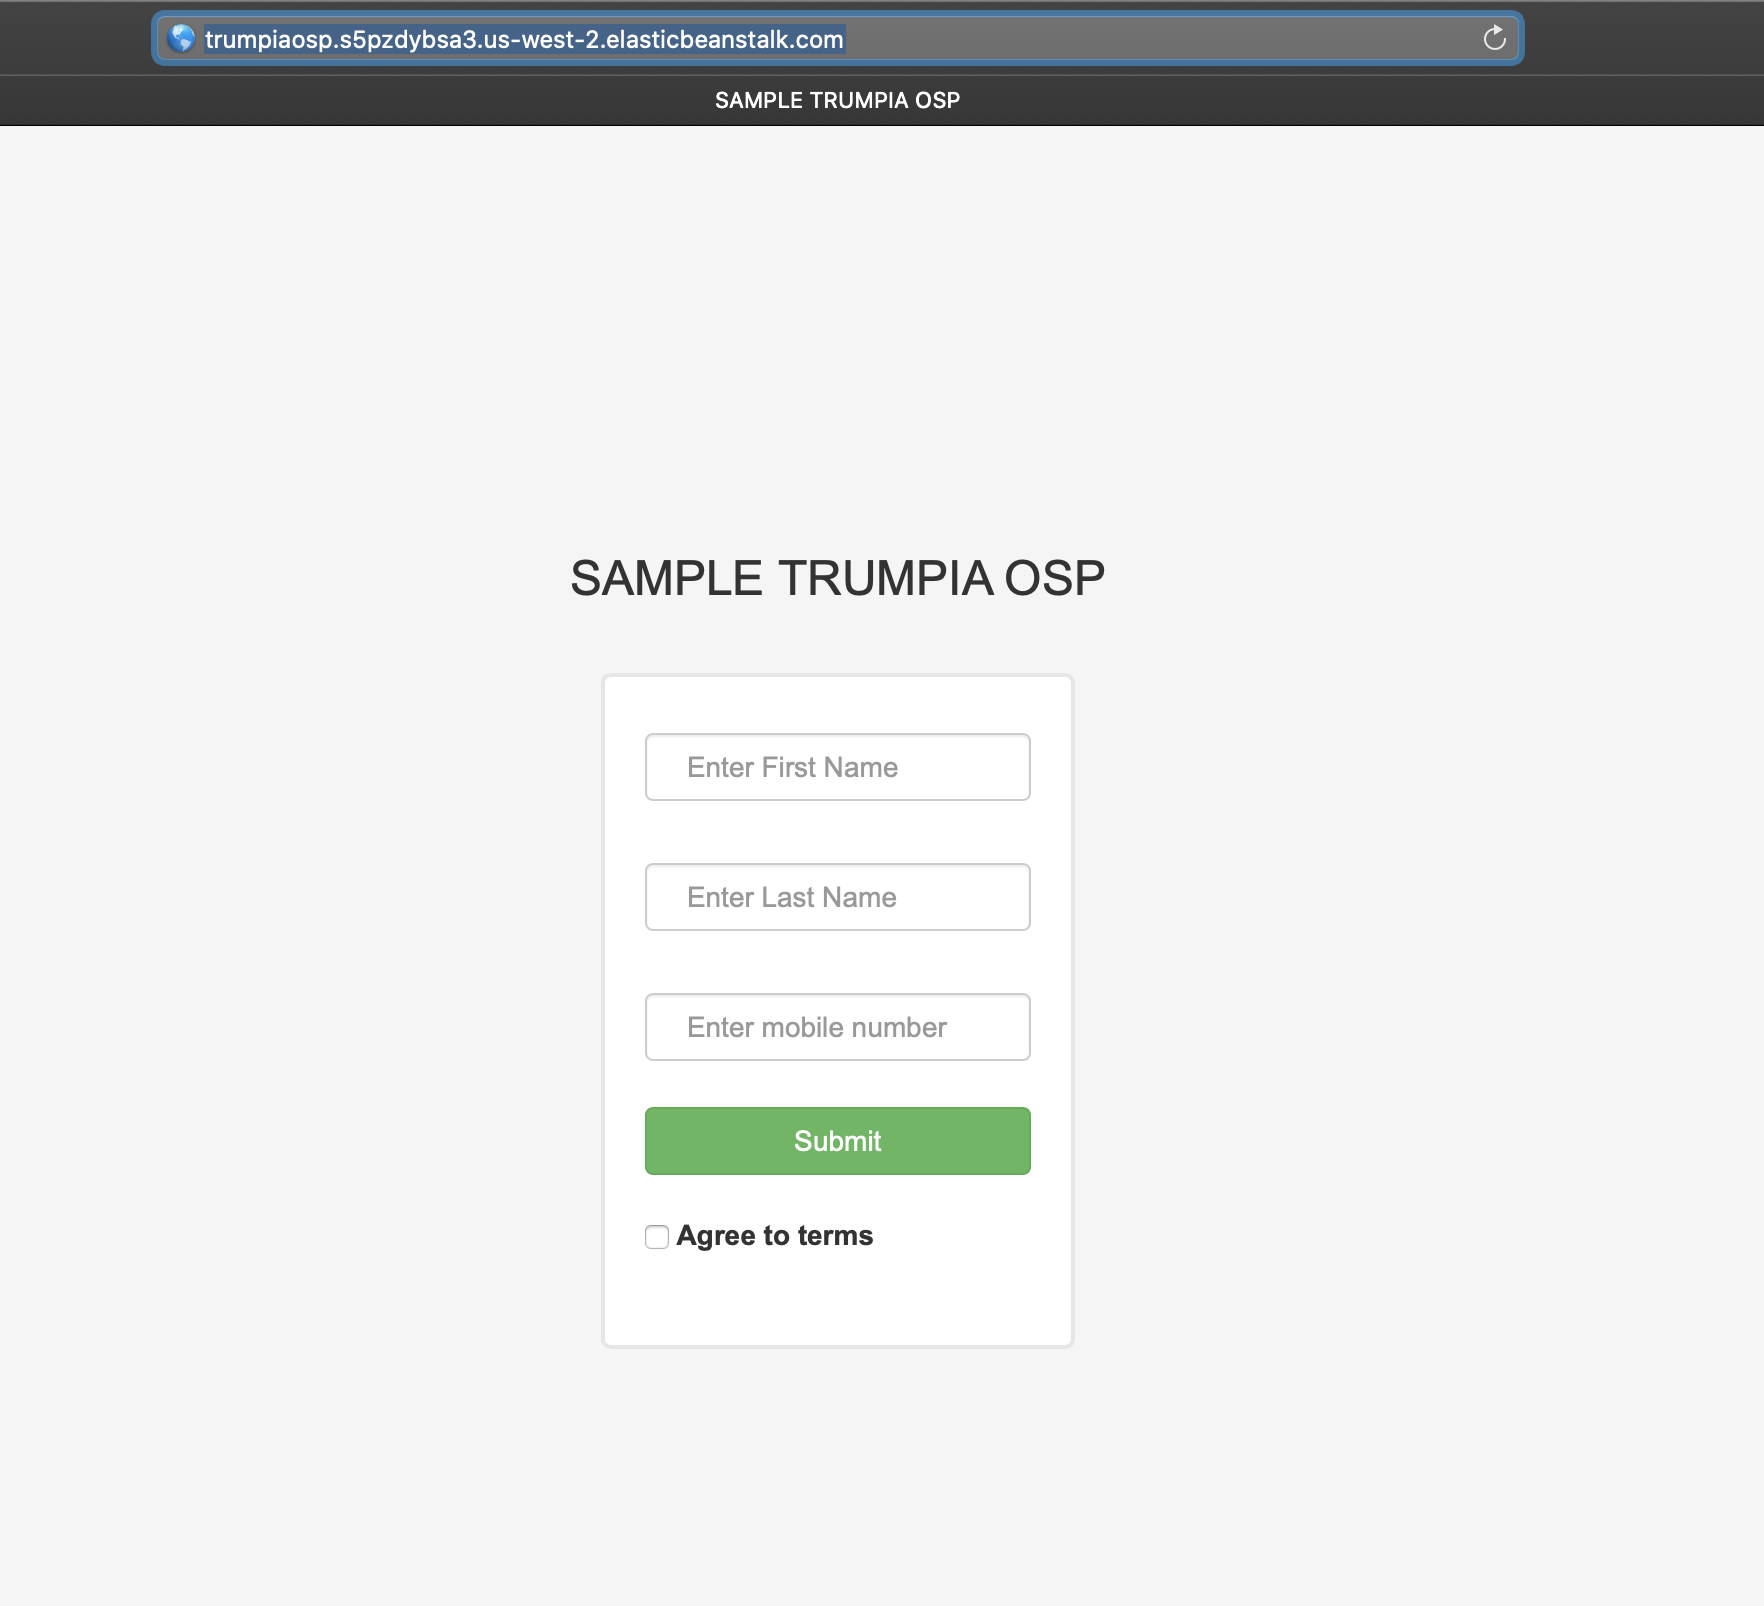 trumpiaosp.s5pzdybsa3.us-west-2.elasticbeanstalk.com
SAMPLE TRUMPIA OSP
SAMPLE TRUMPIA OSP
Enter First Name
Enter Last Name
Enter mobile number
Submit
Agree to terms